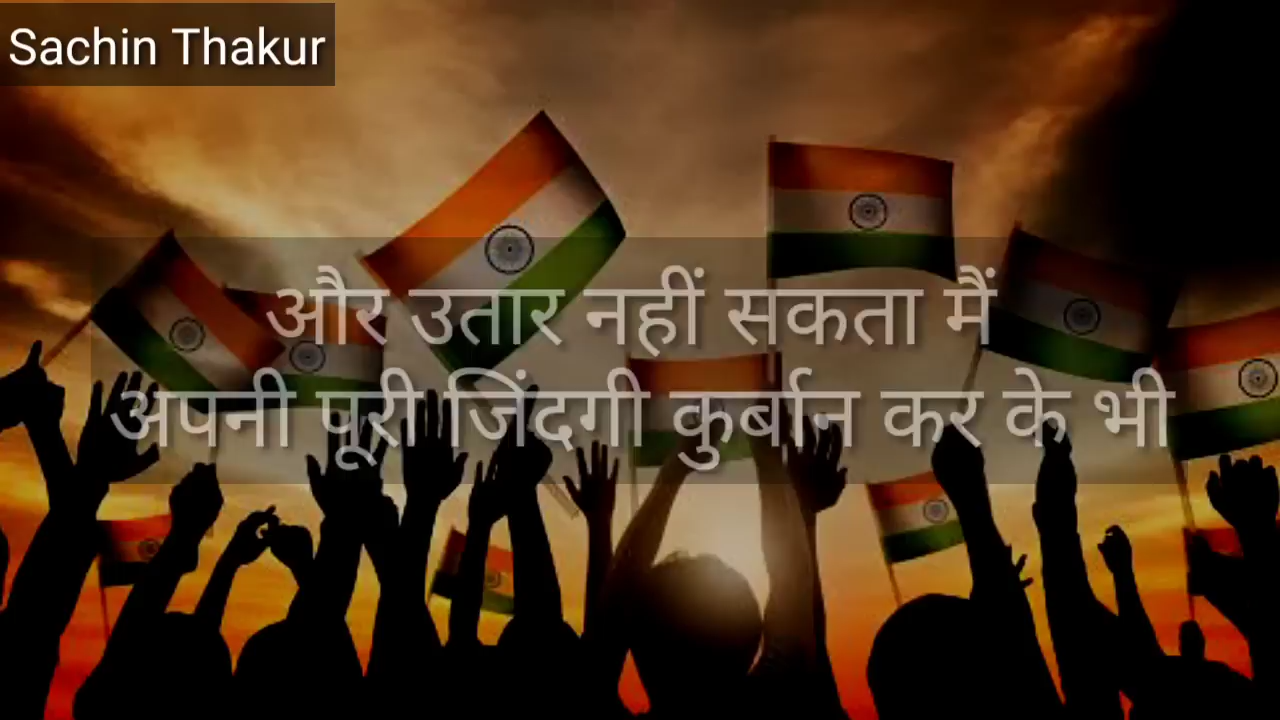 Sachin Thakur
और उतार नहीं सकता मैं
अपनी पूरी जिंदगी कुर्बान कर के भी